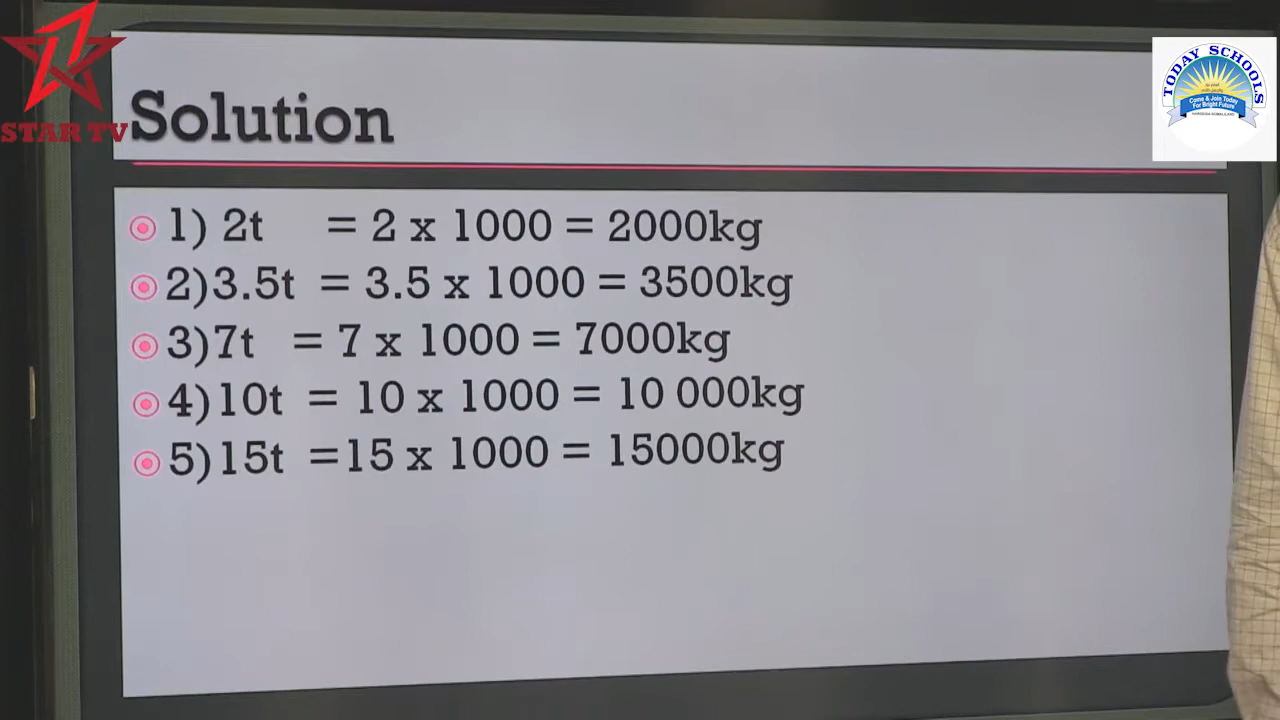 STAR TV
TODAY SCHOOLS
Come & Join Today
For Bright Future
HARGEISA-SOMALILAND
Solution
1) 2t = 2 x 1000 = 2000kg
2)3.5t = 3.5 x 1000 = 3500kg
3)7t = 7 x 1000 = 7000kg
4)10t = 10 x 1000 = 10 000kg
5)15t =15 x 1000 = 15000kg